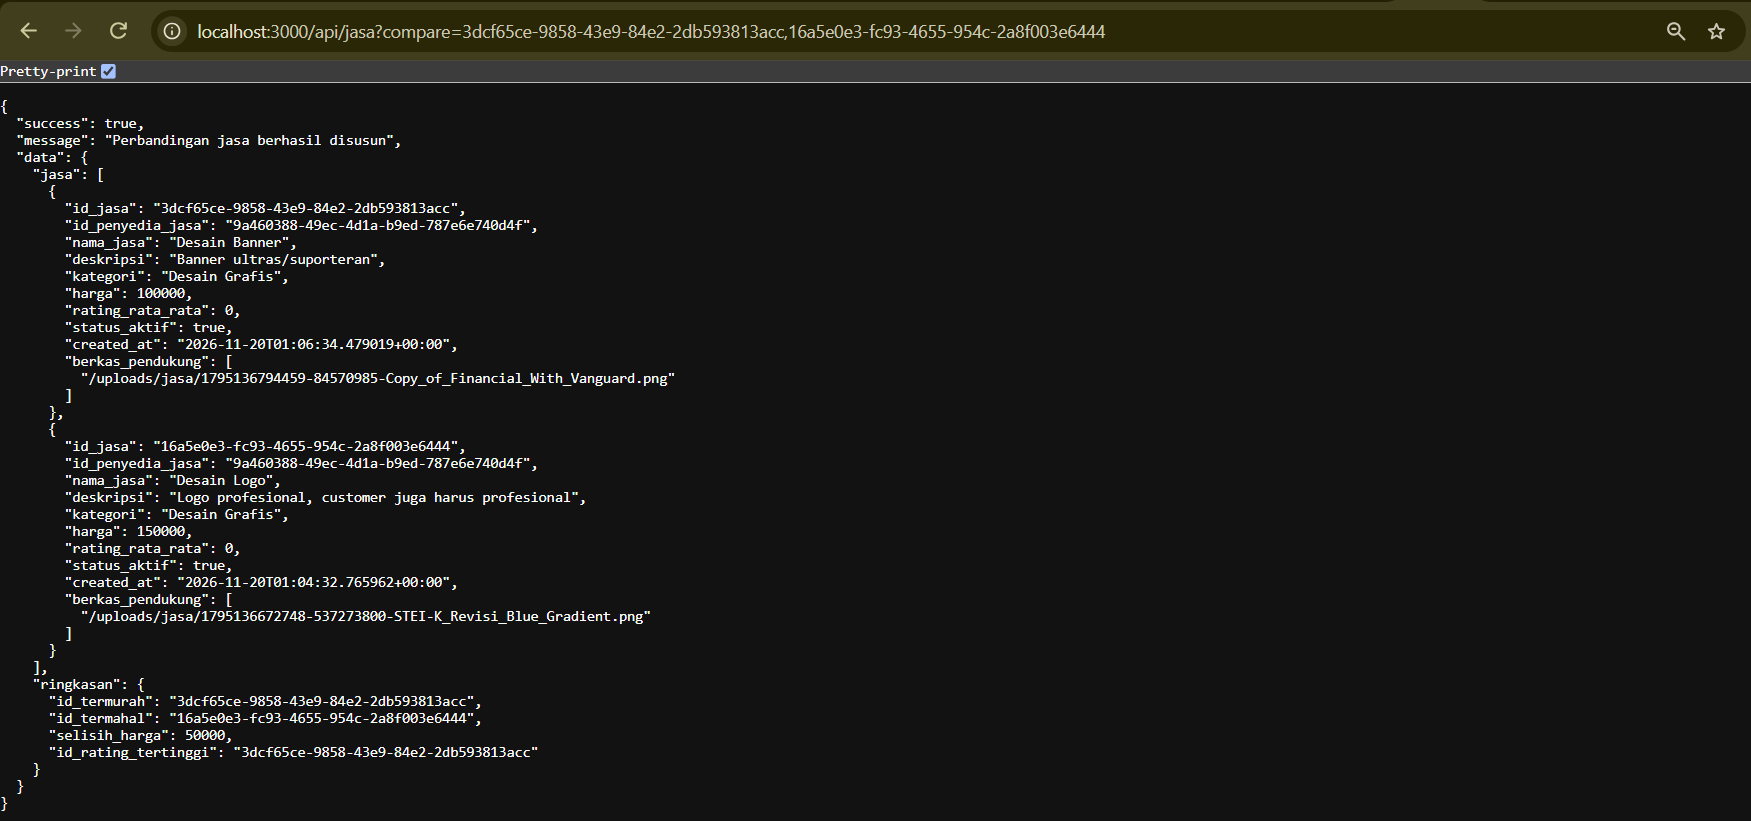 localhost:3000/api/jasa?compare=3dcf65ce-9858-43e9-84e2-2db593813acc,16a5e0e3-fc93-4655-954c-2a8f003e6444
Pretty-print
{
  "success": true,
  "message": "Perbandingan jasa berhasil disusun",
  "data": {
    "jasa": [
      {
        "id_jasa": "3dcf65ce-9858-43e9-84e2-2db593813acc",
        "id_penyedia_jasa": "9a460388-49ec-4d1a-b9ed-787e6e740d4f",
        "nama_jasa": "Desain Banner",
        "deskripsi": "Banner ultras/suporteran",
        "kategori": "Desain Grafis",
        "harga": 100000,
        "rating_rata_rata": 0,
        "status_aktif": true,
        "created_at": "2026-11-20T01:06:34.479019+00:00",
        "berkas_pendukung": [
          "/uploads/jasa/1795136794459-84570985-Copy_of_Financial_With_Vanguard.png"
        ]
      },
      {
        "id_jasa": "16a5e0e3-fc93-4655-954c-2a8f003e6444",
        "id_penyedia_jasa": "9a460388-49ec-4d1a-b9ed-787e6e740d4f",
        "nama_jasa": "Desain Logo",
        "deskripsi": "Logo profesional, customer juga harus profesional",
        "kategori": "Desain Grafis",
        "harga": 150000,
        "rating_rata_rata": 0,
        "status_aktif": true,
        "created_at": "2026-11-20T01:04:32.765962+00:00",
        "berkas_pendukung": [
          "/uploads/jasa/1795136672748-537273800-STEI-K_Revisi_Blue_Gradient.png"
        ]
      }
    ],
    "ringkasan": {
      "id_termurah": "3dcf65ce-9858-43e9-84e2-2db593813acc",
      "id_termahal": "16a5e0e3-fc93-4655-954c-2a8f003e6444",
      "selisih_harga": 50000,
      "id_rating_tertinggi": "3dcf65ce-9858-43e9-84e2-2db593813acc"
    }
  }
}